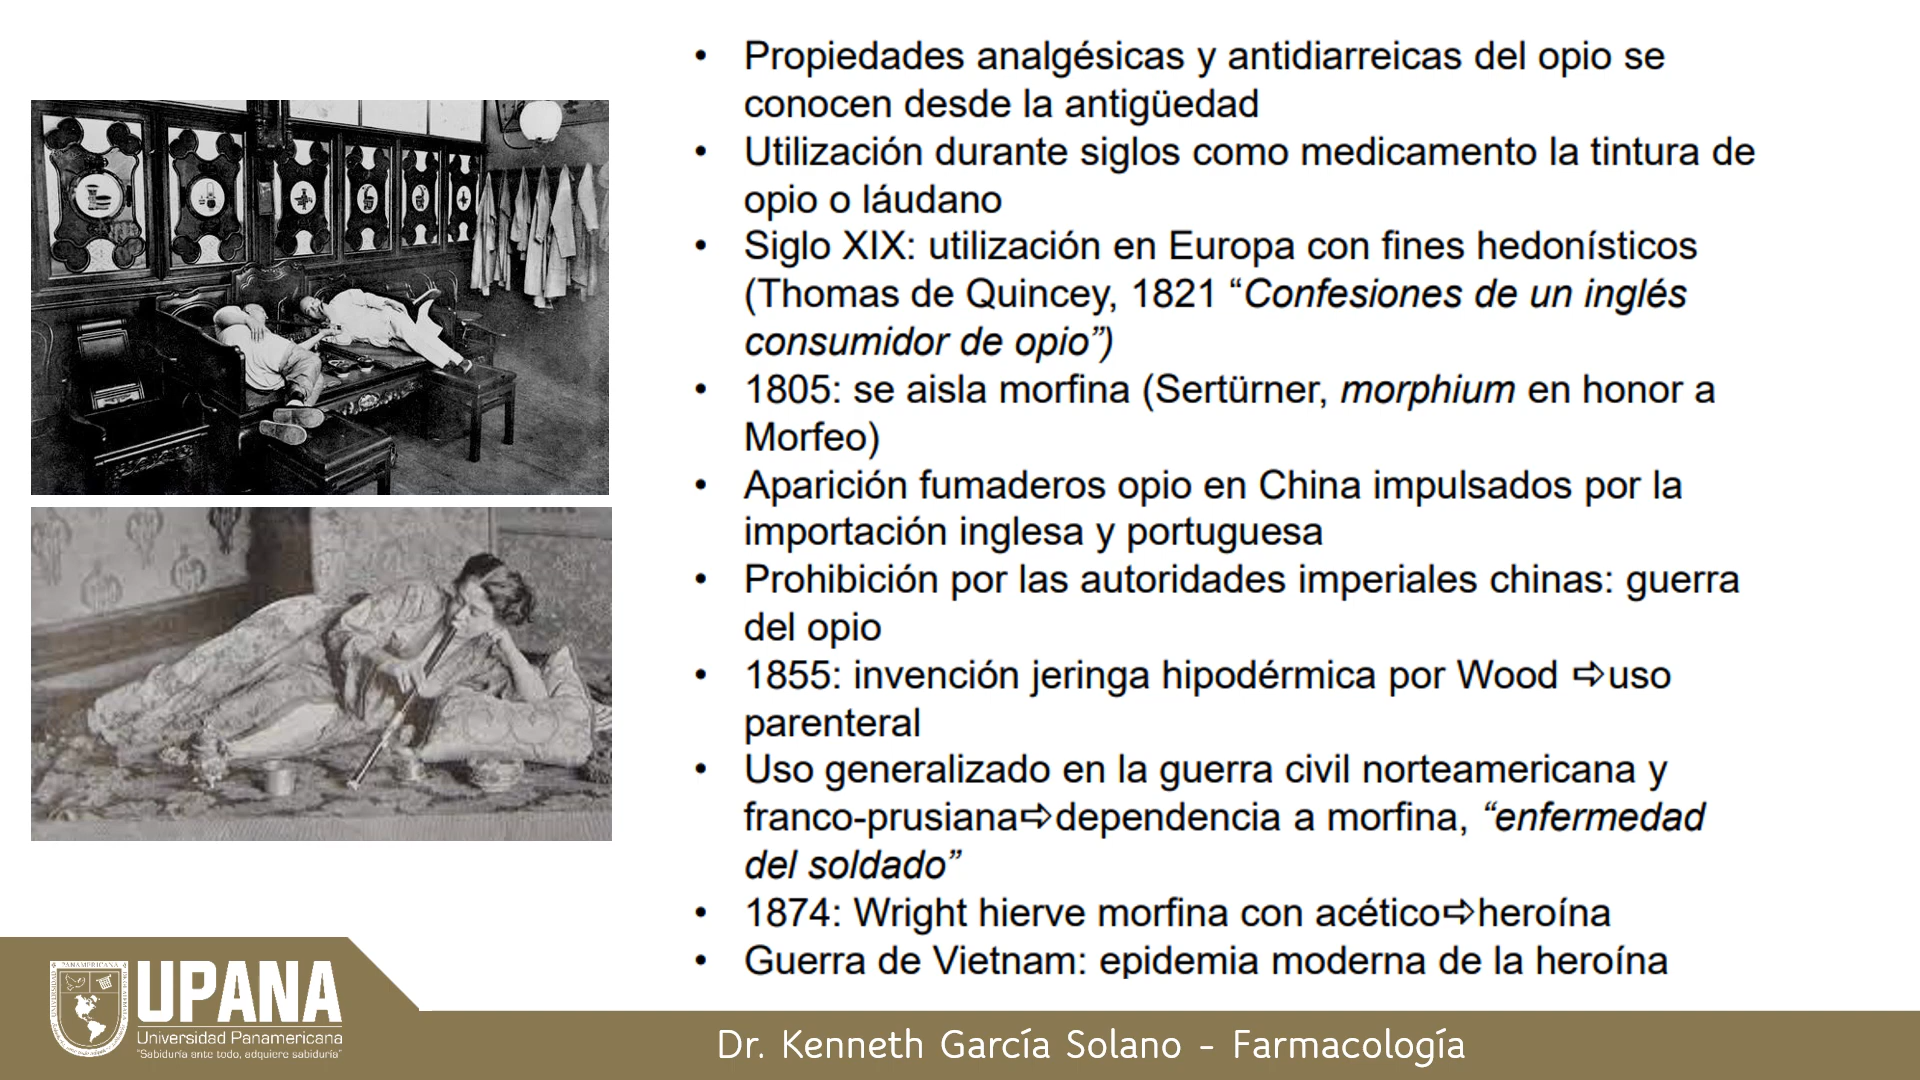 • Propiedades analgésicas y antidiarreicas del opio se
conocen desde la antigüedad
• Utilización durante siglos como medicamento la tintura de
opio o láudano
• Siglo XIX: utilización en Europa con fines hedonísticos
(Thomas de Quincey, 1821 “Confesiones de un inglés
consumidor de opio”)
• 1805: se aisla morfina (Sertürner, morphium en honor a
Morfeo)
• Aparición fumaderos opio en China impulsados por la
importación inglesa y portuguesa
• Prohibición por las autoridades imperiales chinas: guerra
del opio
• 1855: invención jeringa hipodérmica por Wood ⇨uso
parenteral
• Uso generalizado en la guerra civil norteamericana y
franco-prusiana⇨dependencia a morfina, “enfermedad
del soldado”
• 1874: Wright hierve morfina con acético⇨heroína
• Guerra de Vietnam: epidemia moderna de la heroína
UPANA
Universidad Panamericana
"Sabiduría ante todo, adquiere sabiduría"
Dr. Kenneth García Solano - Farmacología